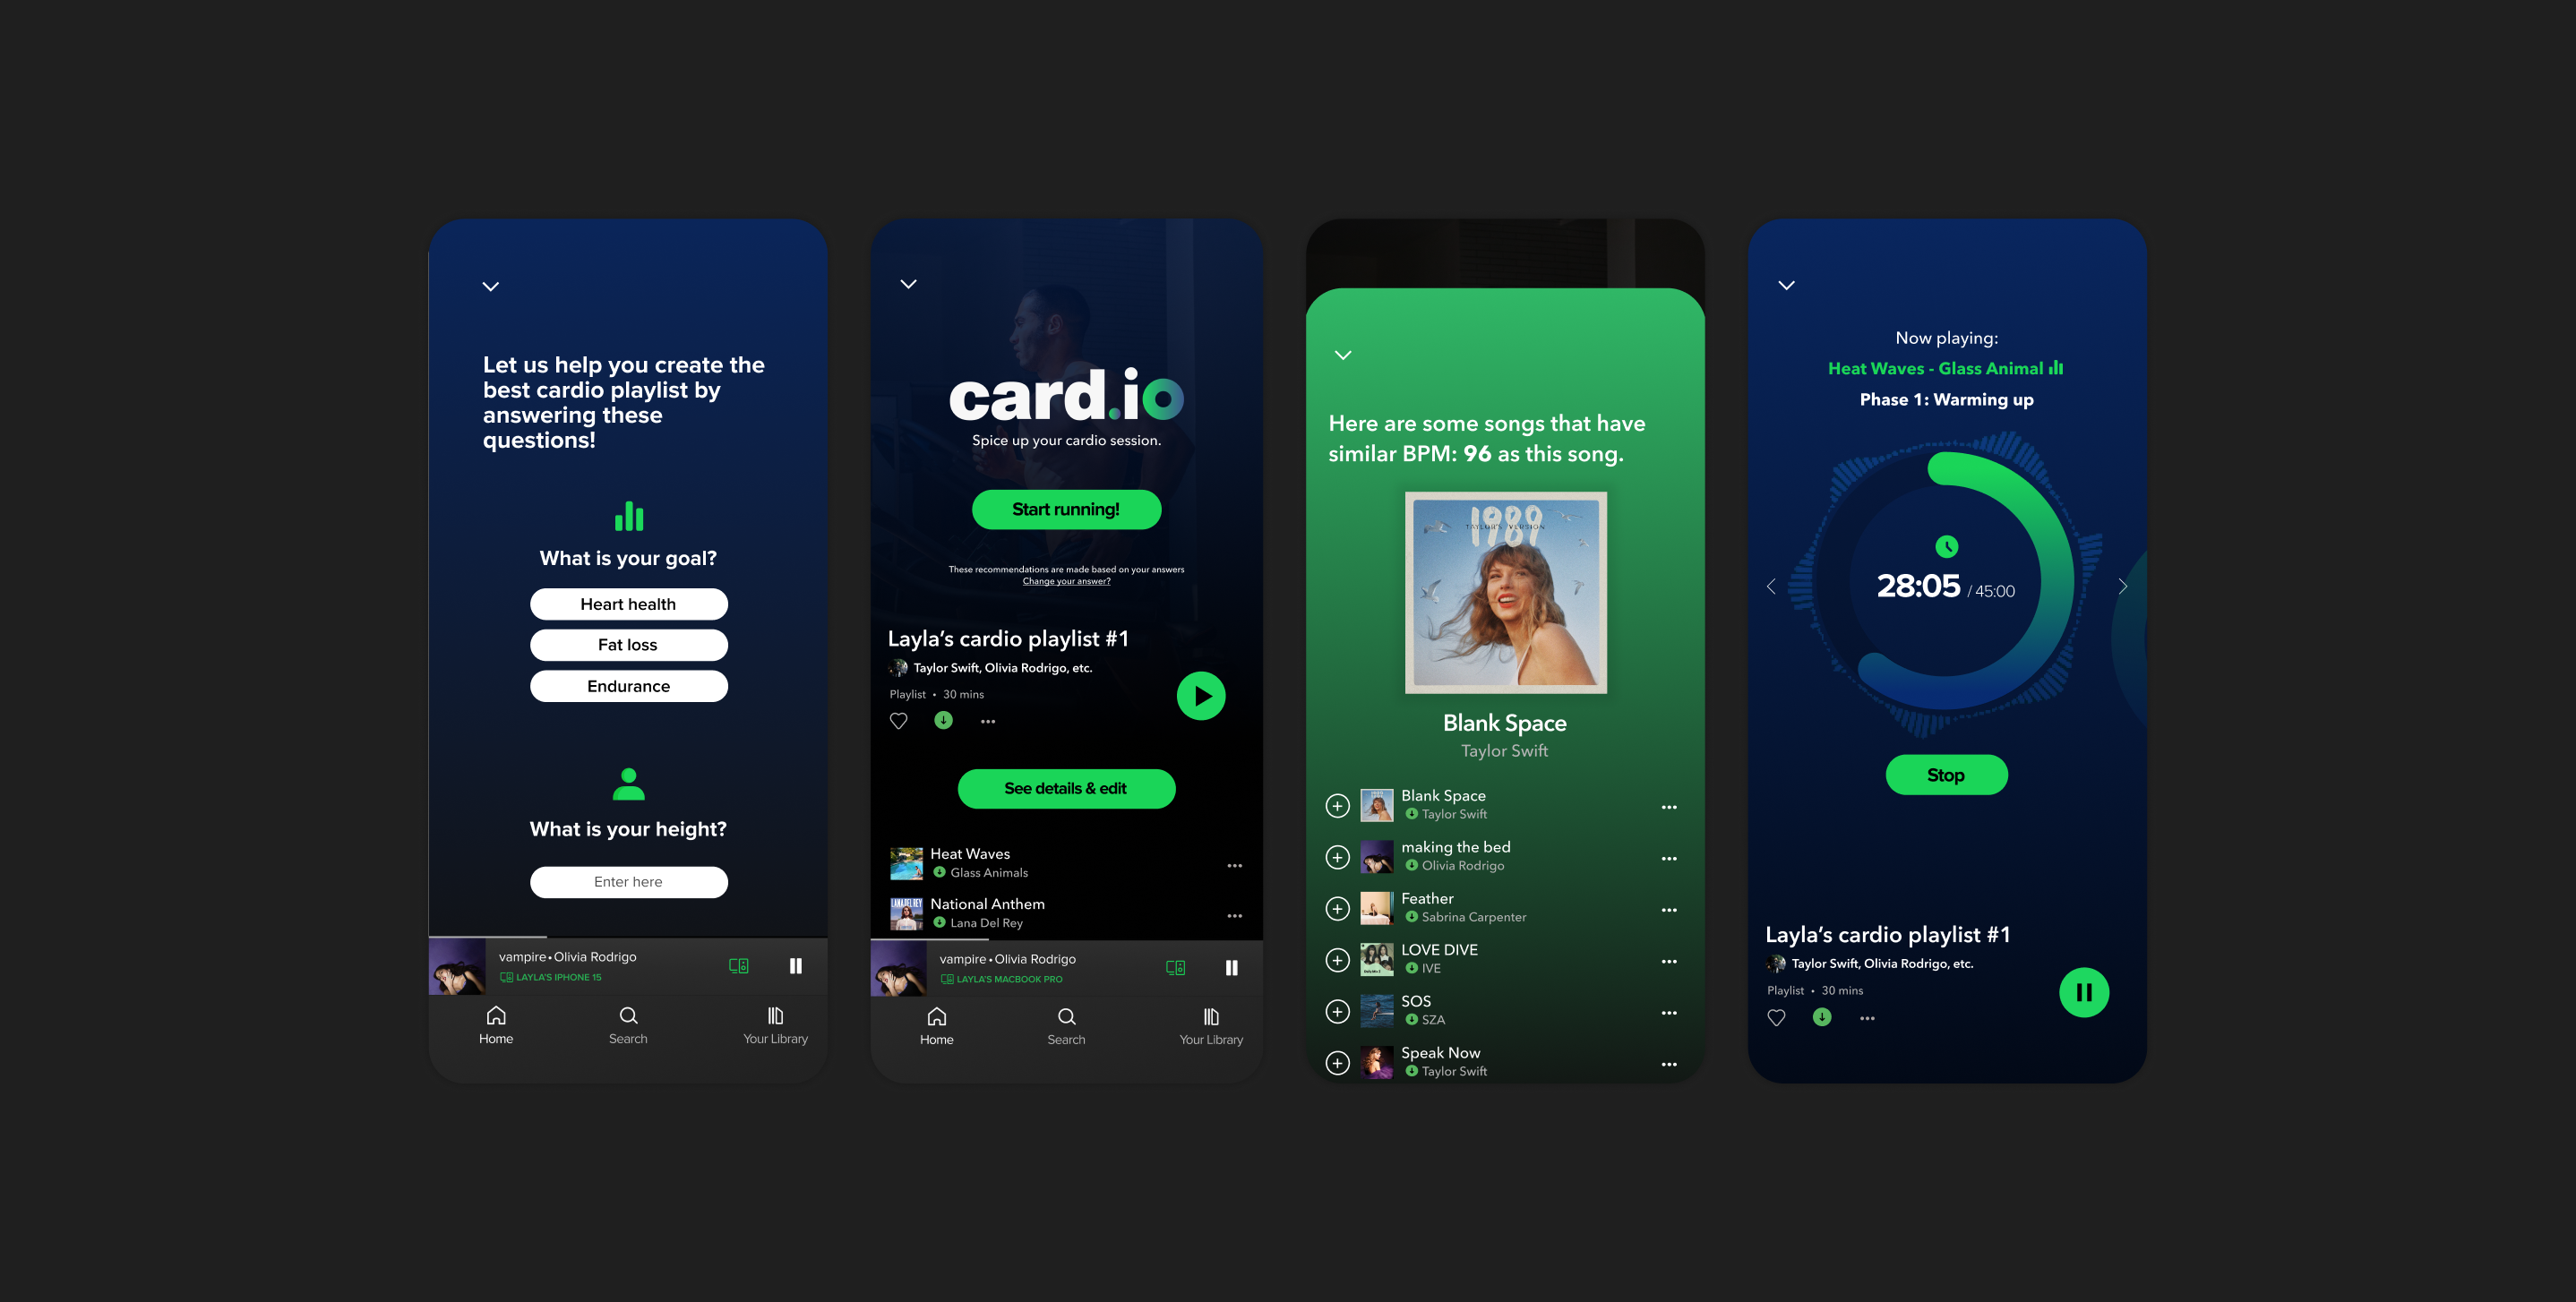 Let us help you create the
best cardio playlist by
answering these
questions!
What is your goal?
Heart health
Fat loss
Endurance
What is your height?
Enter here
vampire • Olivia Rodrigo
LAYLA'S IPHONE 15
Home
Search
Your Library
card.io
Spice up your cardio session.
Start running!
These recommendations are made based on your answers
Change your answer?
Layla's cardio playlist #1
Taylor Swift, Olivia Rodrigo, etc.
Playlist • 30 mins
See details & edit
Heat Waves
Glass Animals
National Anthem
Lana Del Rey
LANA DEL REY
vampire • Olivia Rodrigo
LAYLA'S MACBOOK PRO
Home
Search
Your Library
Here are some songs that have
similar BPM: 96 as this song.
1989
TAYLOR'S VERSION
Blank Space
Taylor Swift
Blank Space
Taylor Swift
making the bed
Olivia Rodrigo
Feather
Sabrina Carpenter
LOVE DIVE
IVE
SOS
SZA
Speak Now
Taylor Swift
Now playing:
Heat Waves - Glass Animal
Phase 1: Warming up
28:05 / 45:00
Stop
Layla's cardio playlist #1
Taylor Swift, Olivia Rodrigo, etc.
Playlist • 30 mins